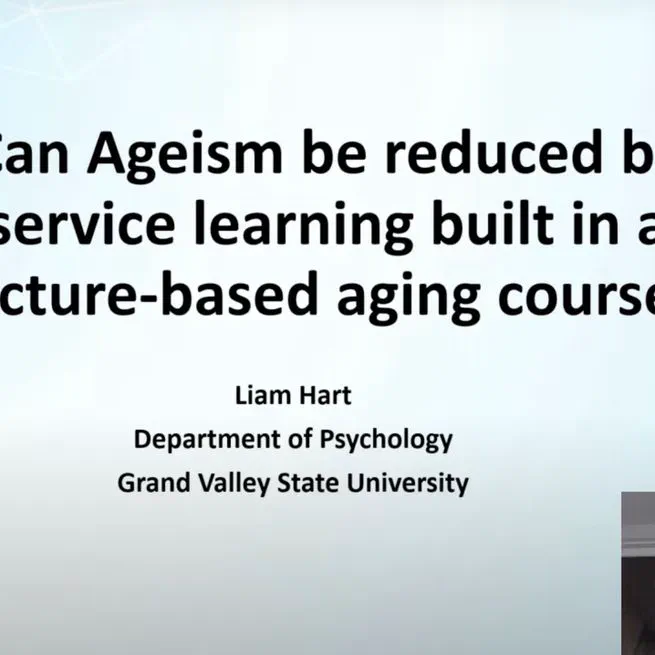 Can Ageism be reduced b
service learning built in a
cture-based aging course
Liam Hart
Department of Psychology
Grand Valley State University